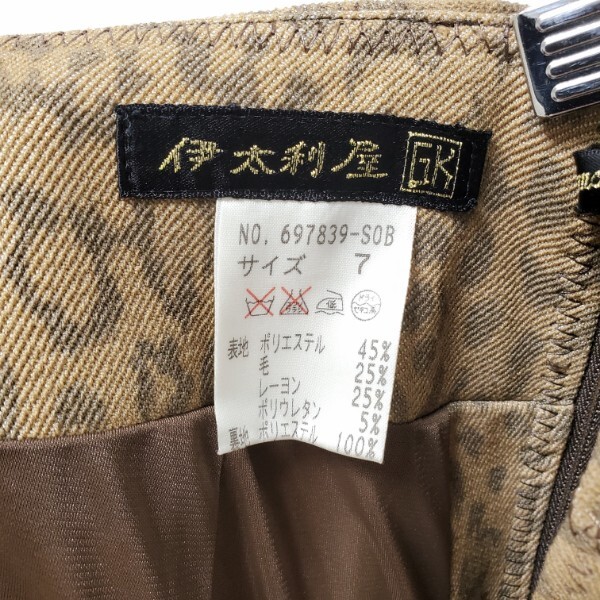 伊太利屋 GK
NO. 697839-SOB
サイズ 7
表地 ポリエステル 45%
毛 25%
レーヨン 25%
ポリウレタン 5%
裏地 ポリエステル 100%